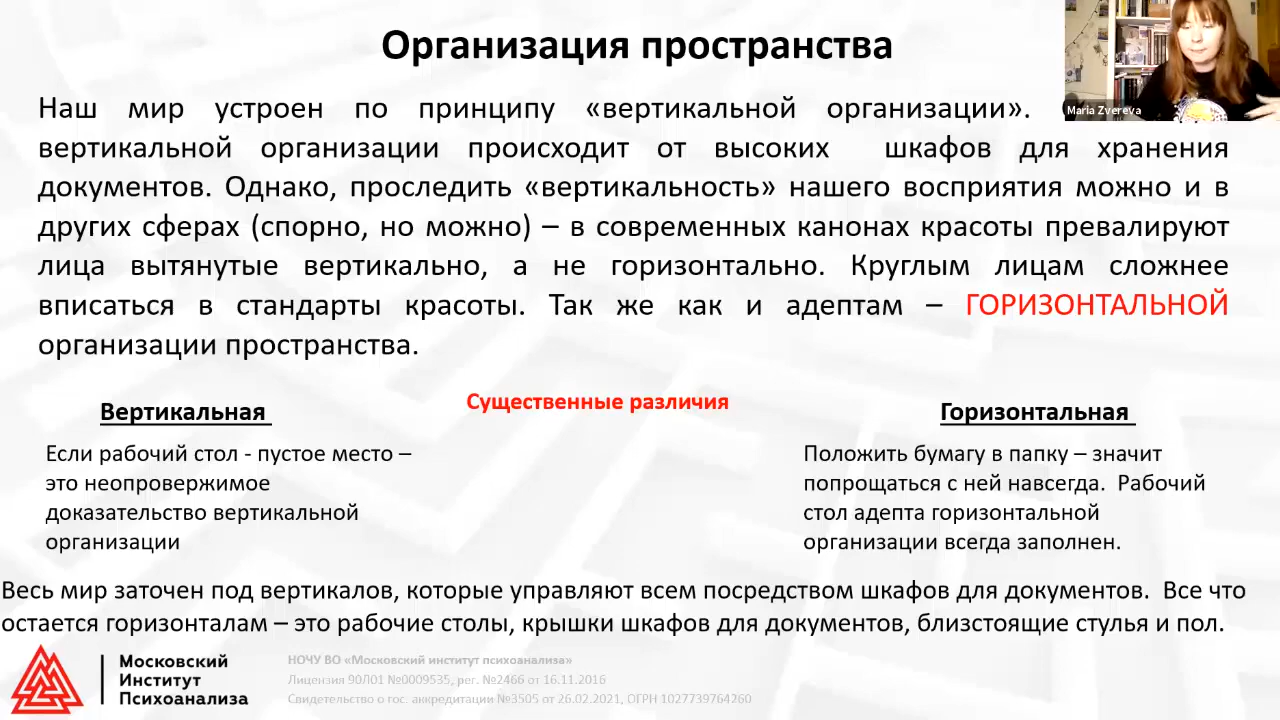 Организация пространства
Maria Zvereva
Наш мир устроен по принципу «вертикальной организации».
вертикальной организации происходит от высоких шкафов для хранения
документов. Однако, проследить «вертикальность» нашего восприятия можно и в
других сферах (спорно, но можно) – в современных канонах красоты превалируют
лица вытянутые вертикально, а не горизонтально. Круглым лицам сложнее
вписаться в стандарты красоты. Так же как и адептам – ГОРИЗОНТАЛЬНОЙ
организации пространства.
Существенные различия
Вертикальная
Если рабочий стол - пустое место –
это неопровержимое
доказательство вертикальной
организации
Горизонтальная
Положить бумагу в папку – значит
попрощаться с ней навсегда. Рабочий
стол адепта горизонтальной
организации всегда заполнен.
Весь мир заточен под вертикалов, которые управляют всем посредством шкафов для документов. Все что
остается горизонталам – это рабочие столы, крышки шкафов для документов, близстоящие стулья и пол.
Московский
Институт
Психоанализа
НОЧУ ВО «Московский институт психоанализа»
Лицензия 90Л01 №0009535, рег. №2466 от 16.11.2016
Свидетельство о гос. аккредитации №3505 от 26.02.2021, ОГРН 1027739764260